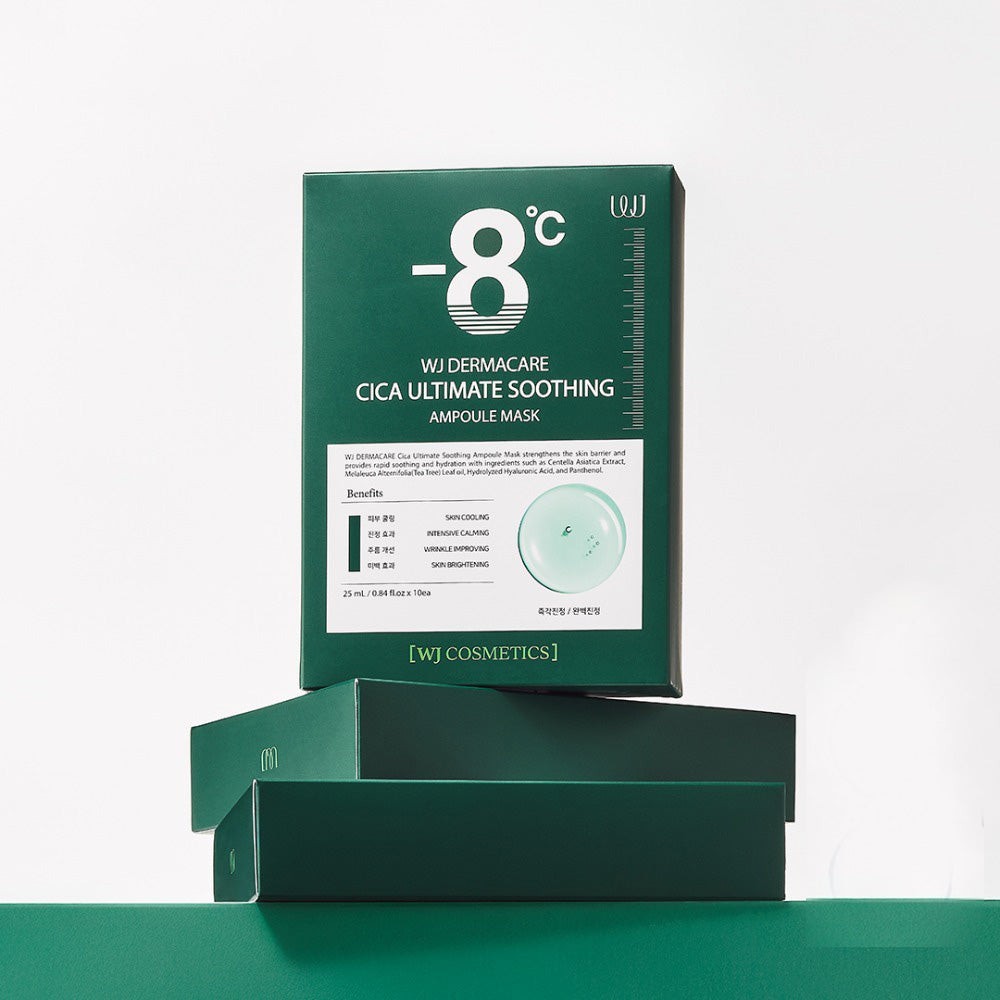 -8℃
WJ
WJ DERMACARE
CICA ULTIMATE SOOTHING
AMPOULE MASK
WJ DERMACARE Cica Ultimate Soothing Ampoule Mask strengthens the skin barrier and
provides rapid soothing and hydration with ingredients such as Centella Asiatica Extract,
Melaleuca Alternifolia(Tea Tree) Leaf oil, Hydrolyzed Hyaluronic Acid, and Panthenol.
Benefits
피부 쿨링 SKIN COOLING
진정 효과 INTENSIVE CALMING
주름 개선 WRINKLE IMPROVING
미백 효과 SKIN BRIGHTENING
25 mL / 0.84 fl.oz x 10ea
즉각진정 / 완벽진정
[WJ COSMETICS]